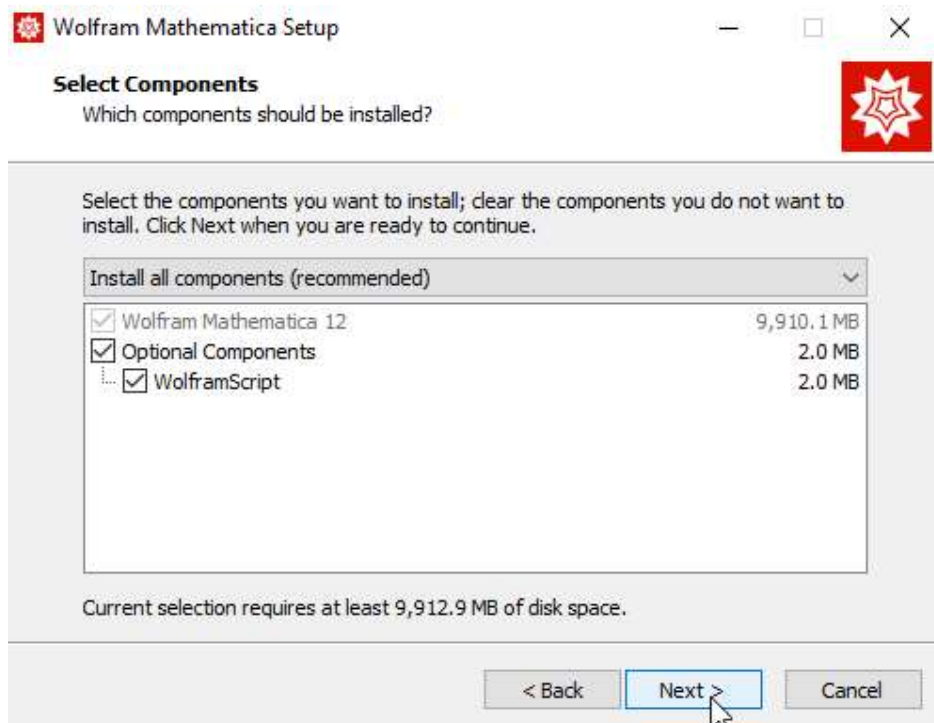 Wolfram Mathematica Setup
Select Components
Which components should be installed?
Select the components you want to install; clear the components you do not want to
install. Click Next when you are ready to continue.
Install all components (recommended)
Wolfram Mathematica 12 9,910.1 MB
Optional Components 2.0 MB
WolframScript 2.0 MB
Current selection requires at least 9,912.9 MB of disk space.
< Back Next > Cancel